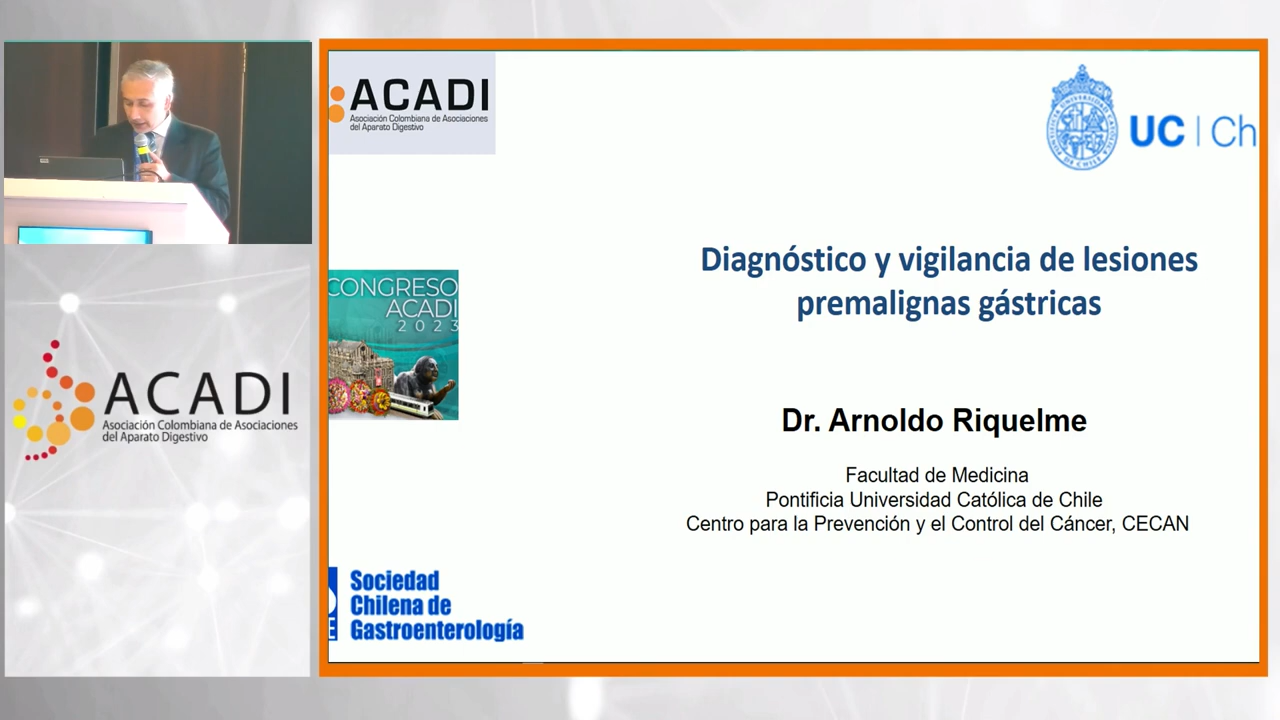 ACADI
Asociación Colombiana de Asociaciones
del Aparato Digestivo
UC | Ch
Diagnóstico y vigilancia de lesiones
premalignas gástricas
CONGRESO
ACADI
2023
Dr. Arnoldo Riquelme
Facultad de Medicina
Pontificia Universidad Católica de Chile
Centro para la Prevención y el Control del Cáncer, CECAN
Sociedad
Chilena de
Gastroenterología
ACADI
Asociación Colombiana de Asociaciones
del Aparato Digestivo